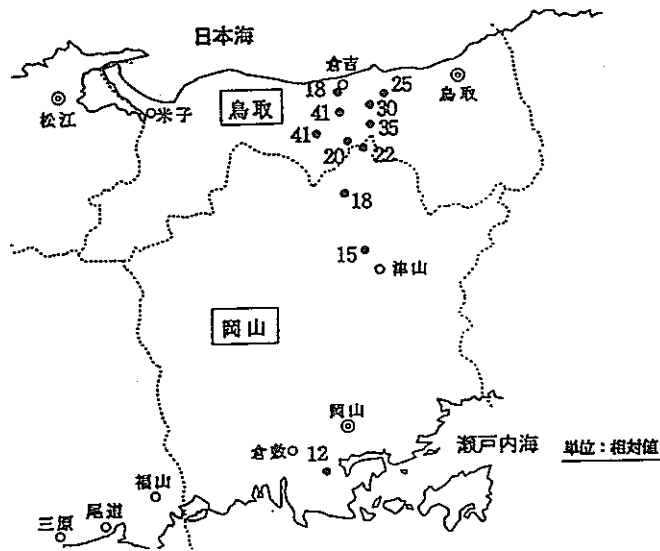 日本海
倉吉
18
25
鳥取
30
鳥取
41
松江
米子
35
41
20
22
18
15
津山
岡山
岡山
倉敷
瀬戸内海
単位：相対値
12
福山
尾道
三原